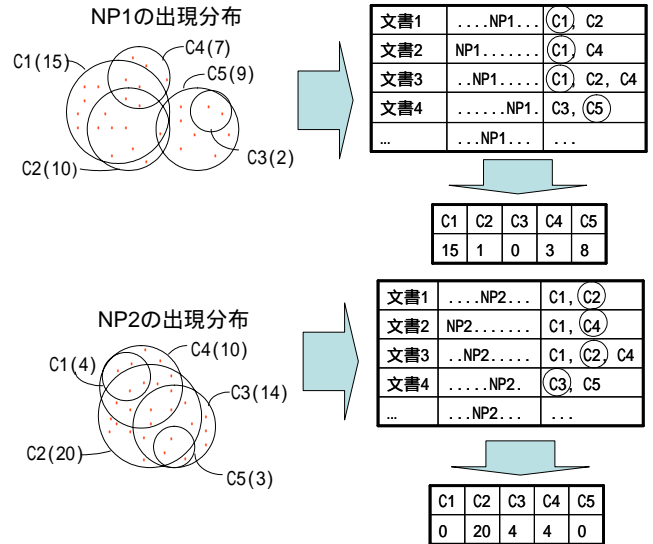 NP1の出現分布
C1(15)
C4(7)
C5(9)
C3(2)
C2(10)
文書1 ....NP1... C1, C2
文書2 NP1....... C1, C4
文書3 ..NP1..... C1, C2, C4
文書4 ......NP1. C3, C5
... ...NP1... ...
C1 C2 C3 C4 C5
15 1 0 3 8
NP2の出現分布
C1(4)
C4(10)
C3(14)
C2(20)
C5(3)
文書1 ....NP2... C1, C2
文書2 NP2....... C1, C4
文書3 ..NP2..... C1, C2, C4
文書4 .....NP2. C3, C5
... ...NP2... ...
C1 C2 C3 C4 C5
0 20 4 4 0